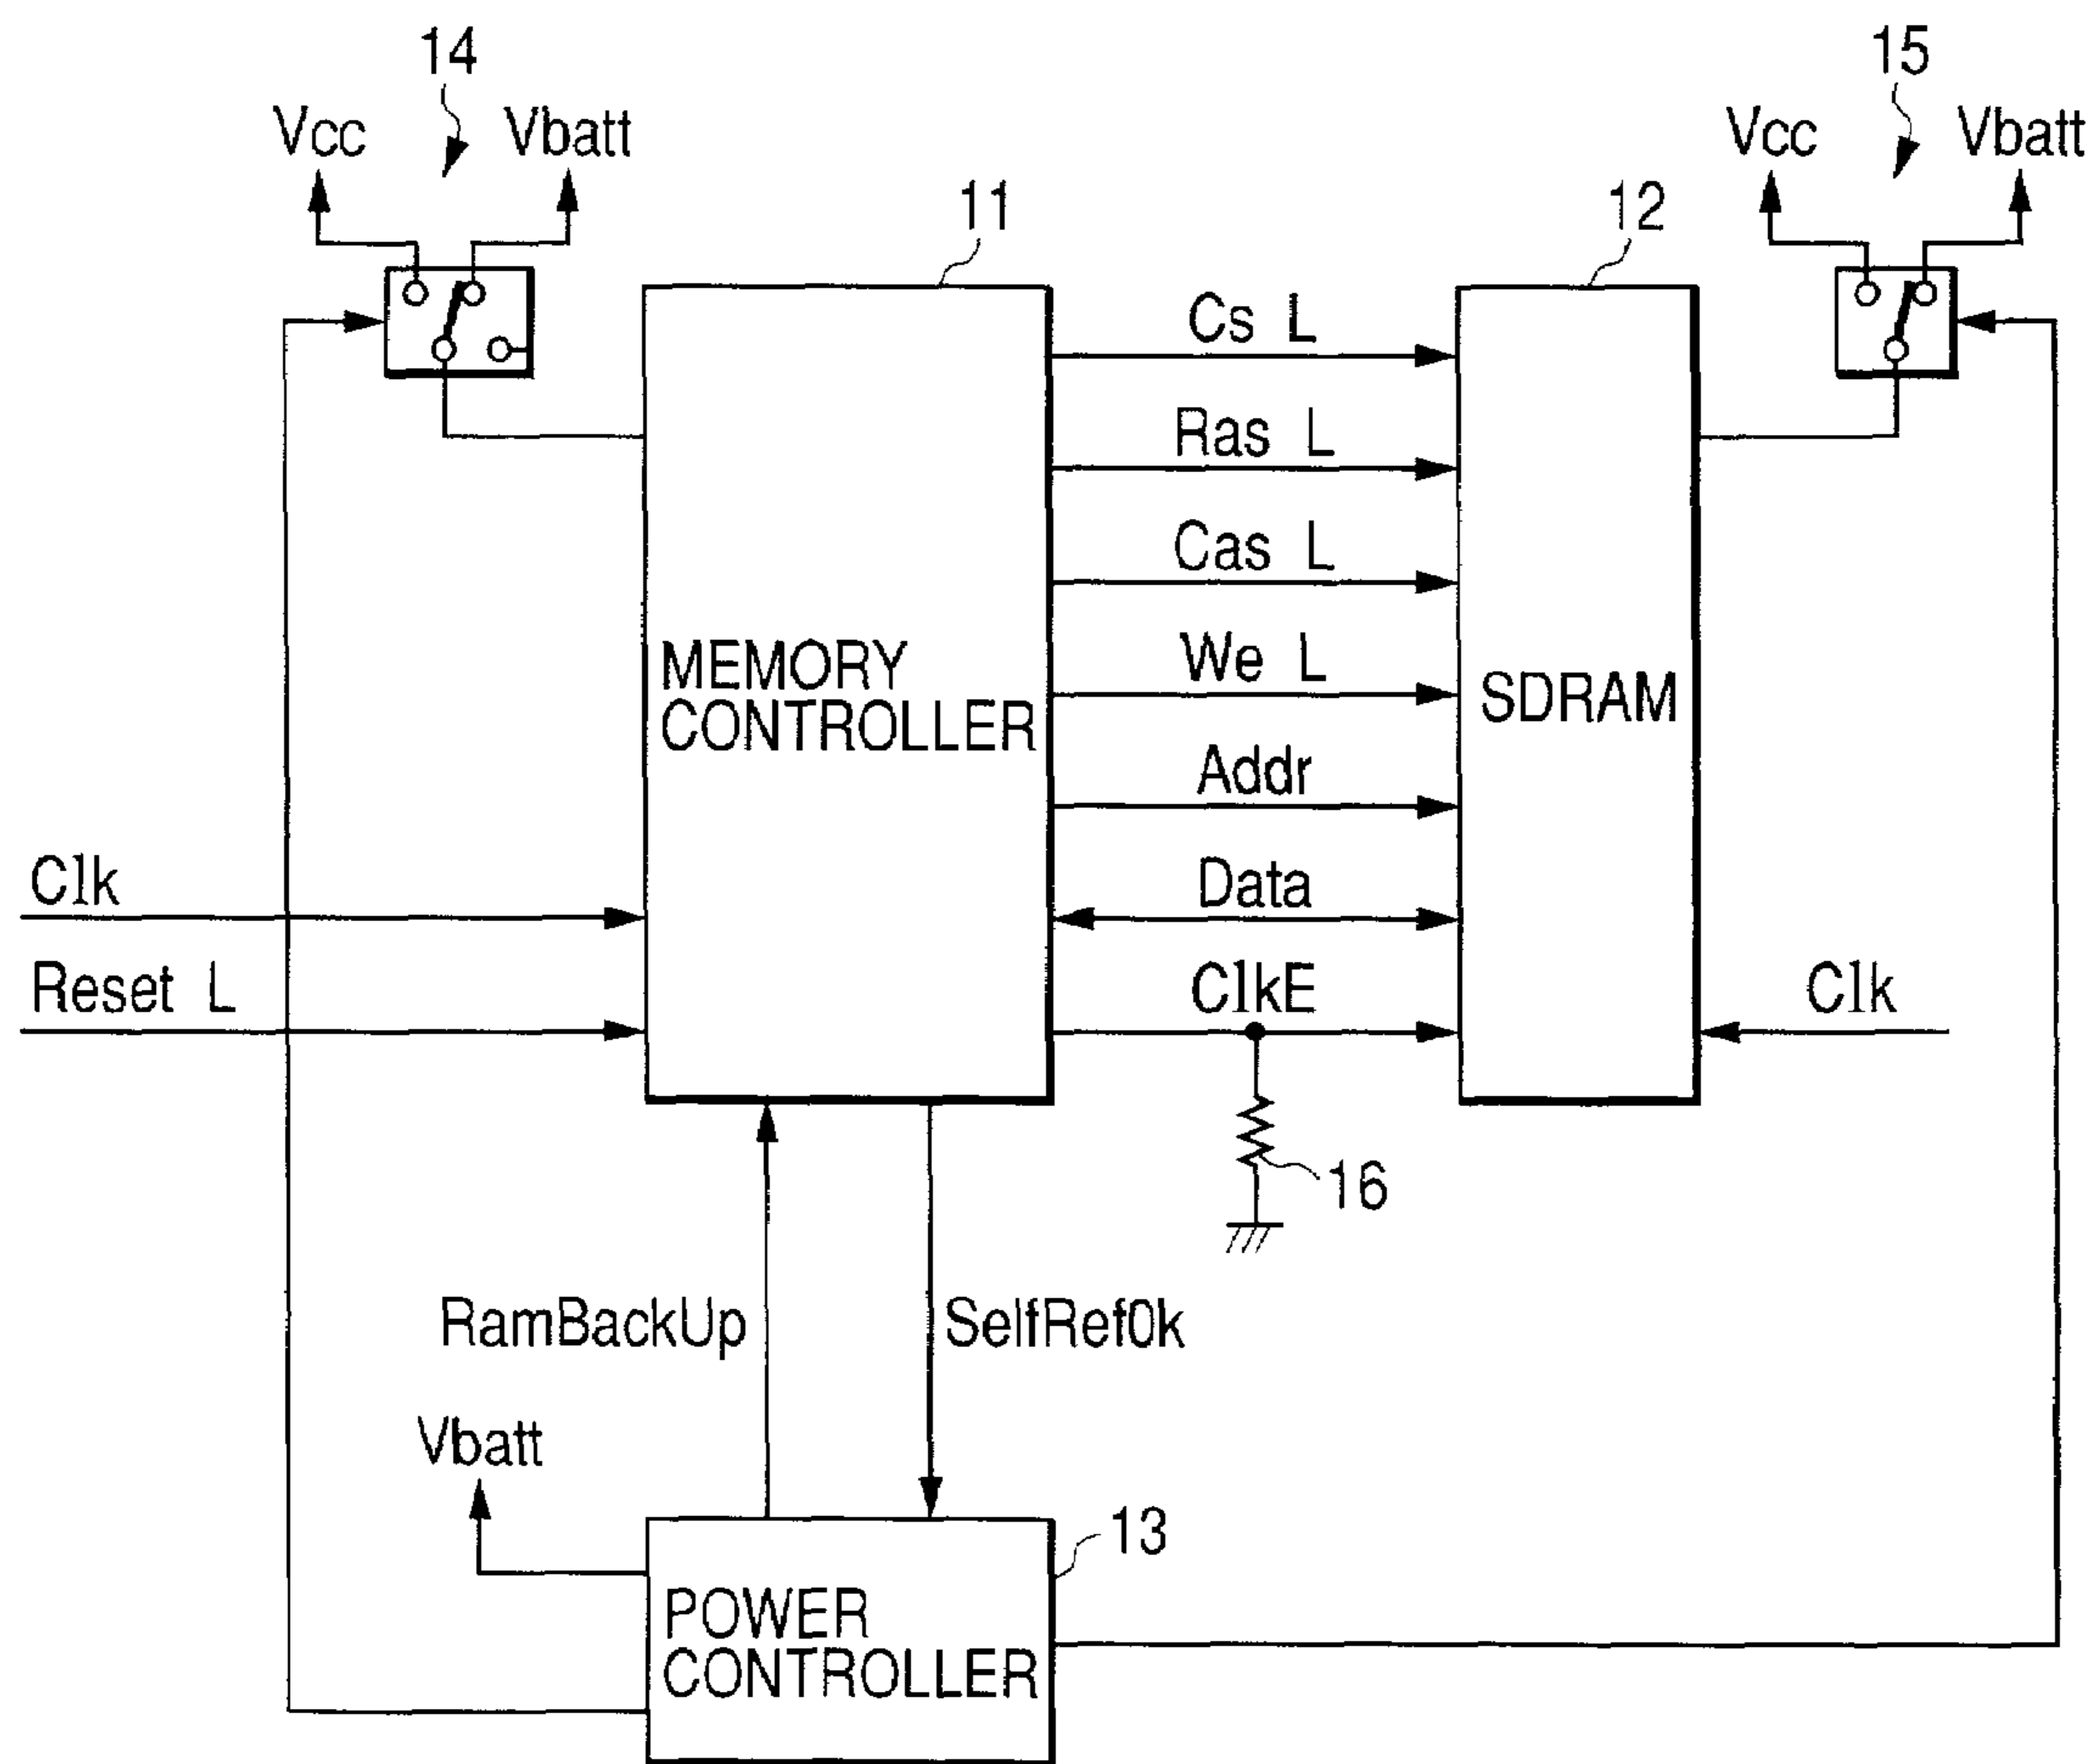 14
15
Vcc
Vbatt
Vcc
Vbatt
11
12
Cs L
Ras L
Cas L
We L
MEMORY
CONTROLLER
SDRAM
Addr
Clk
Data
Reset L
ClkE
Clk
16
RamBackUp
SelfRefOk
Vbatt
13
POWER
CONTROLLER